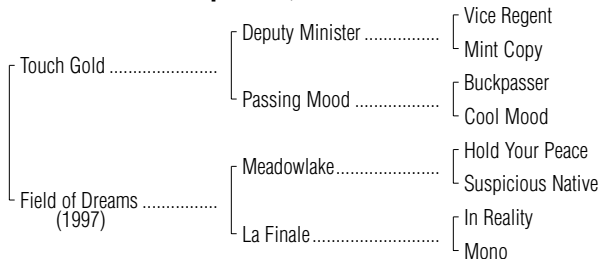 Vice Regent
Deputy Minister ................
Mint Copy
Touch Gold ......................
Buckpasser
Passing Mood .................
Cool Mood
Hold Your Peace
Meadowlake.....................
Suspicious Native
Field of Dreams ...............
(1997)
In Reality
La Finale..........................
Mono